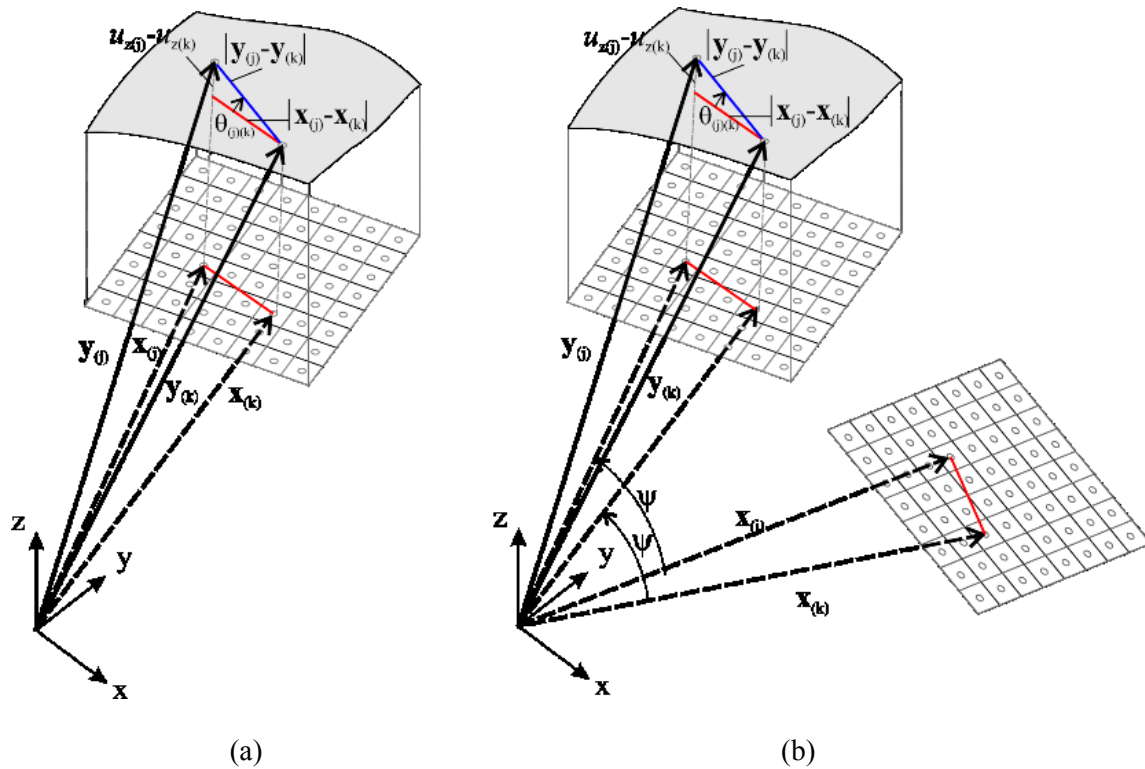 u_z(j)-u_z(k)
|y_(j)-y_(k)|
|x_(j)-x_(k)|
θ_(j)(k)
y_(j)
x_(j)
y_(k)
x_(k)
z
y
x
(a)
u_z(j)-u_z(k)
|y_(j)-y_(k)|
|x_(j)-x_(k)|
θ_(j)(k)
y_(j)
y_(k)
ψ
ψ
x_(j)
x_(k)
z
y
x
(b)